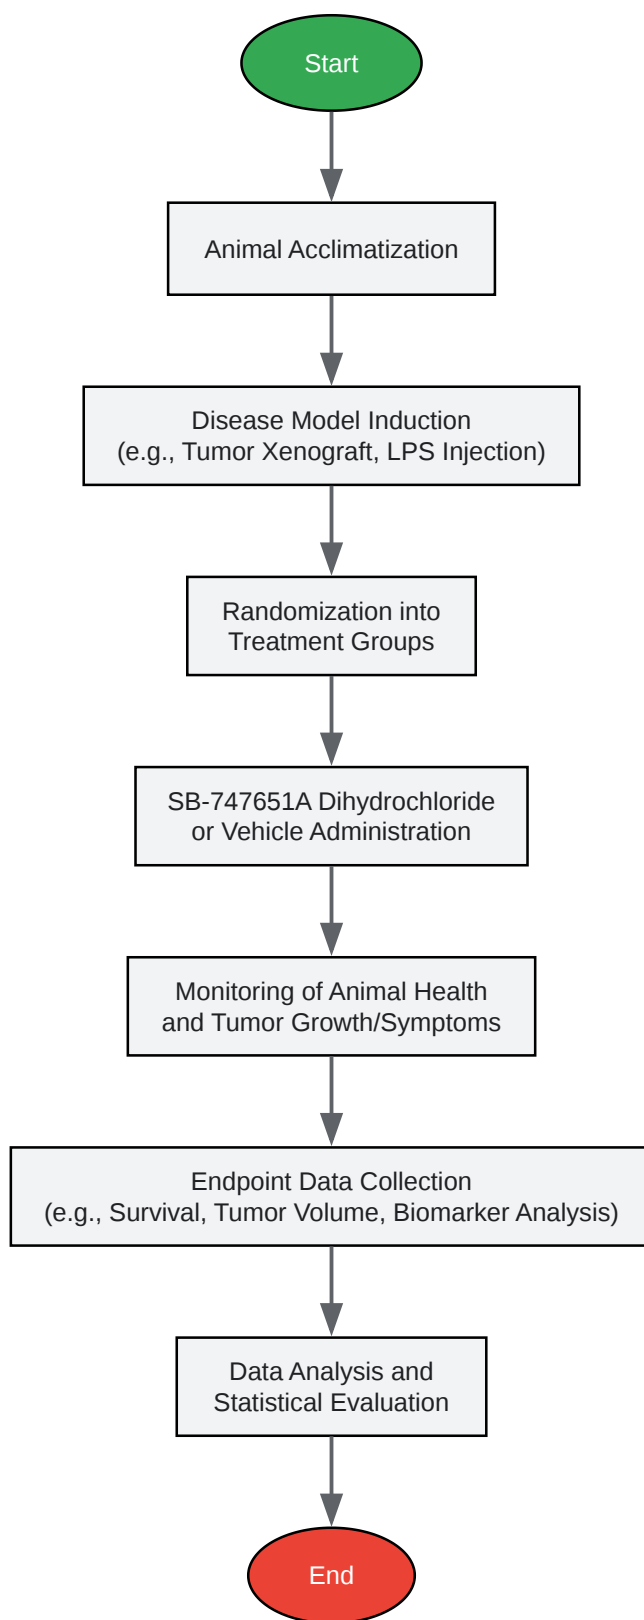 Start
Animal Acclimatization
Disease Model Induction
(e.g., Tumor Xenograft, LPS Injection)
Randomization into
Treatment Groups
SB-747651A Dihydrochloride
or Vehicle Administration
Monitoring of Animal Health
and Tumor Growth/Symptoms
Endpoint Data Collection
(e.g., Survival, Tumor Volume, Biomarker Analysis)
Data Analysis and
Statistical Evaluation
End